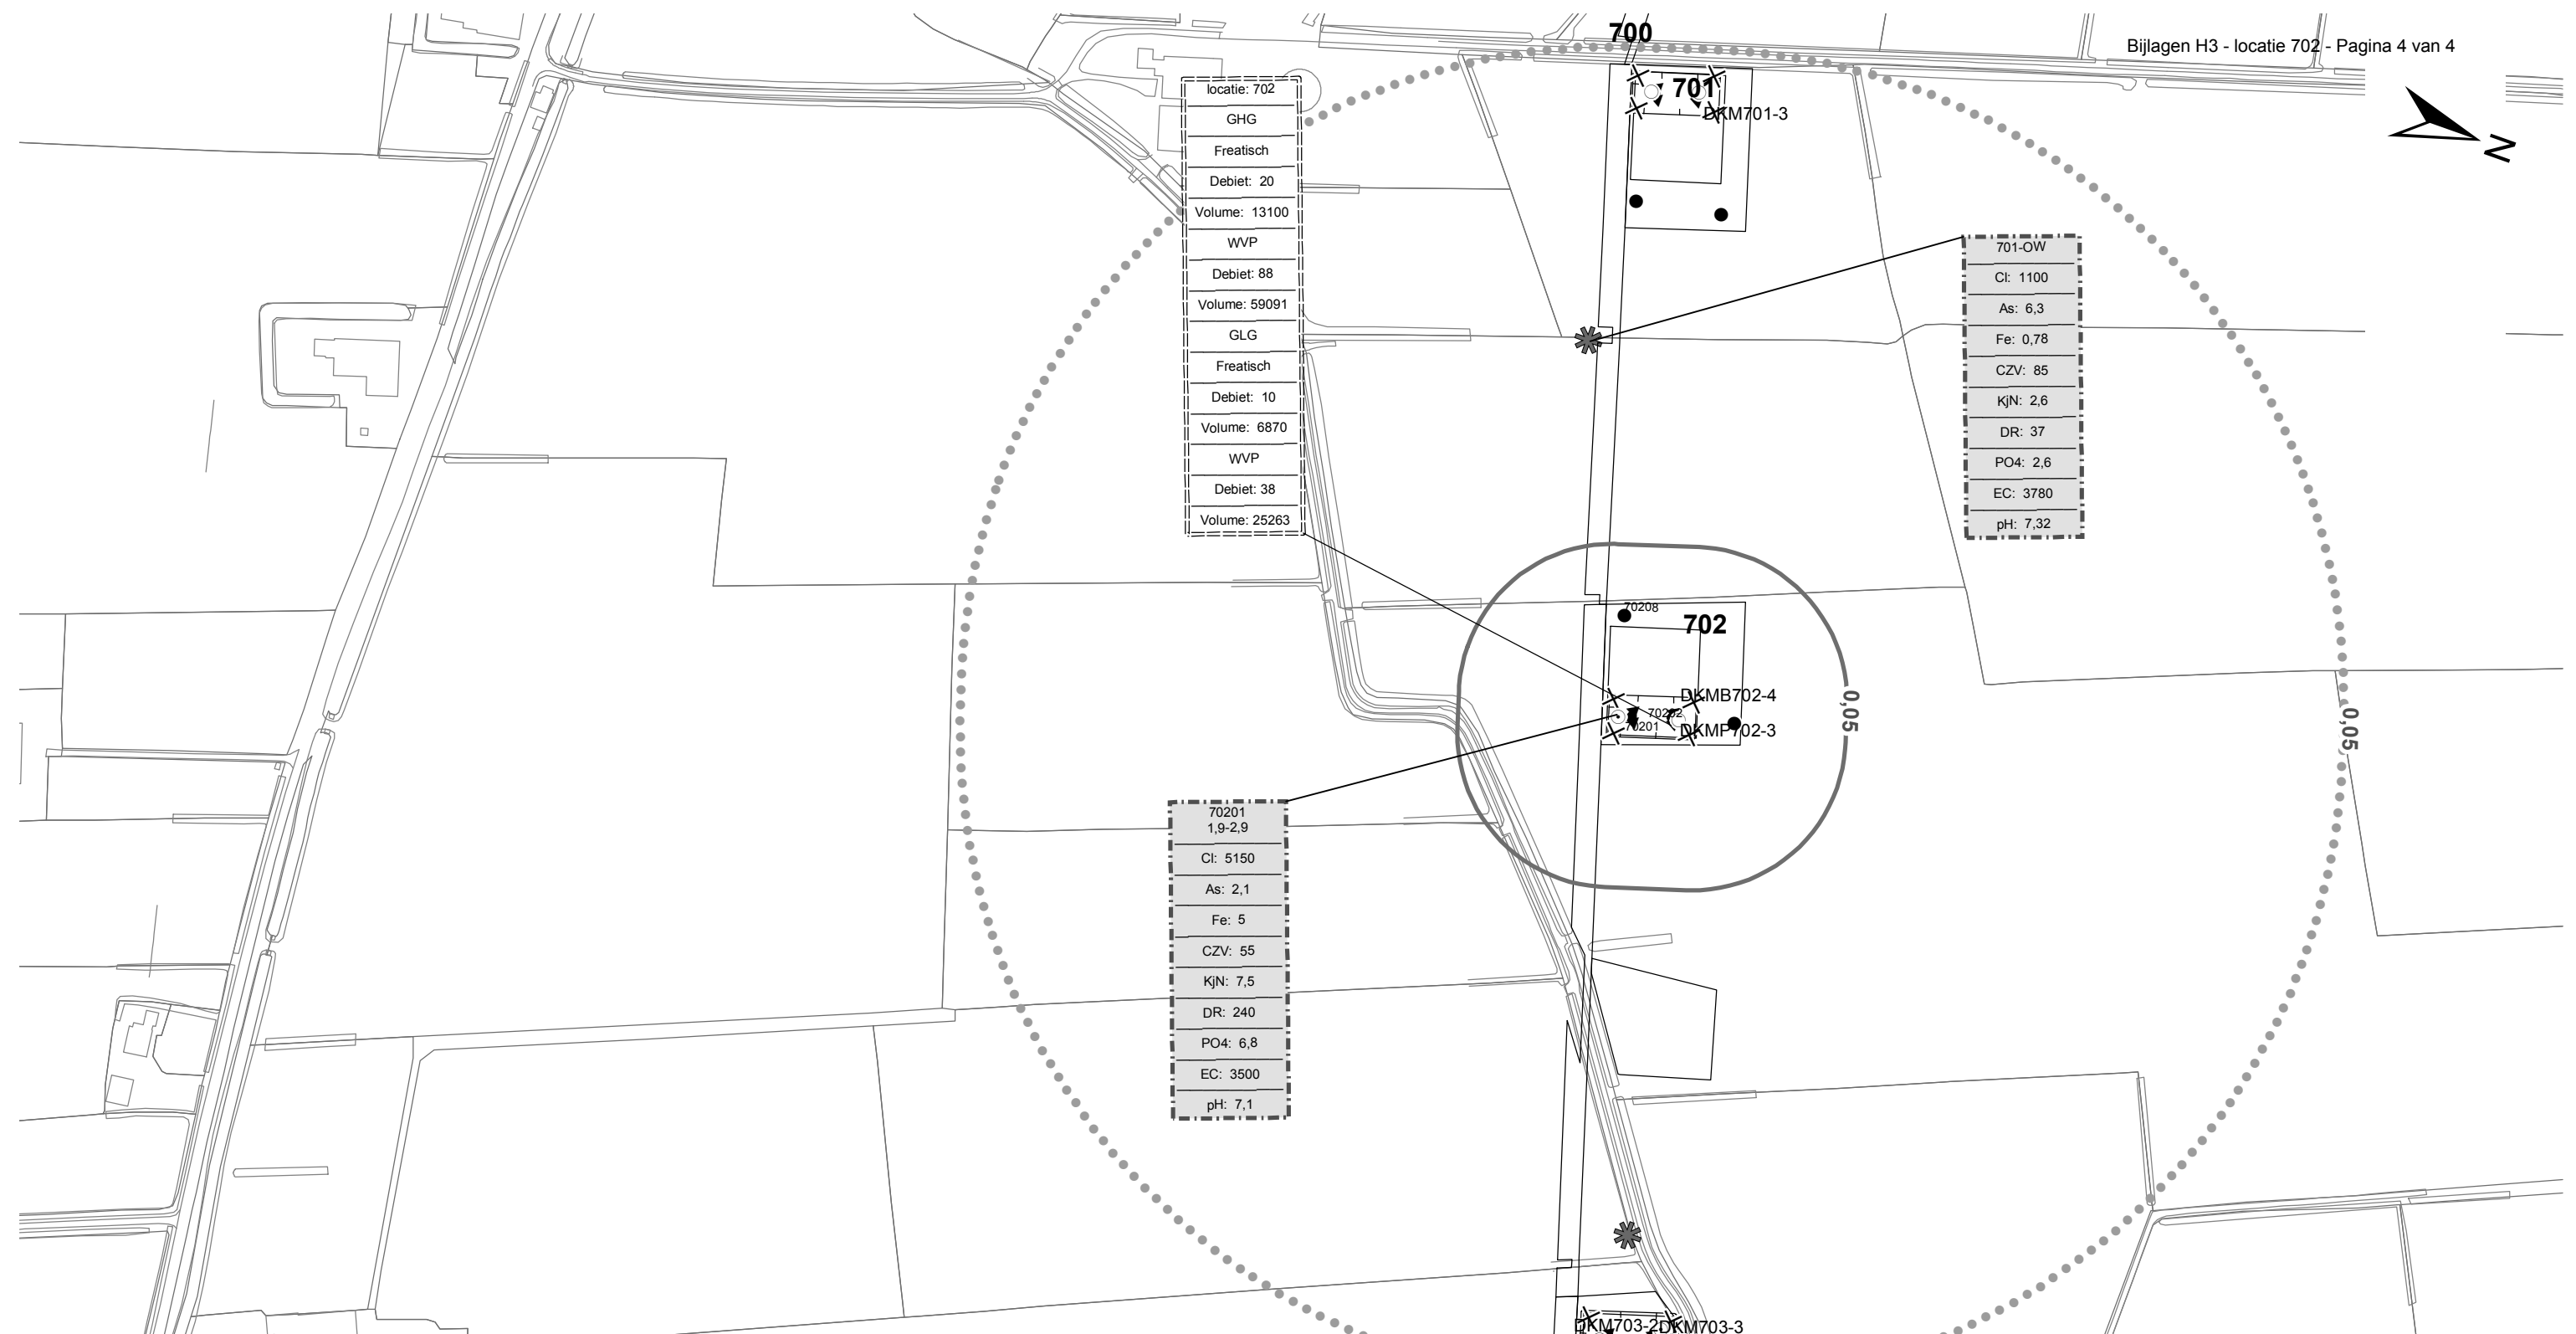 700
Bijlagen H3 - locatie 702 - Pagina 4 van 4
N
701
DKM701-3
locatie: 702
GHG
Freatisch
Debiet: 20
Volume: 13100
WVP
Debiet: 88
Volume: 59091
GLG
Freatisch
Debiet: 10
Volume: 6870
WVP
Debiet: 38
Volume: 25263
701-OW
Cl: 1100
As: 6,3
Fe: 0,78
CZV: 85
KjN: 2,6
DR: 37
PO4: 2,6
EC: 3780
pH: 7,32
70208
702
DKMB702-4
70202
70201
DKMP702-3
0,05
0,05
70201
1,9-2,9
Cl: 5150
As: 2,1
Fe: 5
CZV: 55
KjN: 7,5
DR: 240
PO4: 6,8
EC: 3500
pH: 7,1
DKM703-2
DKM703-3